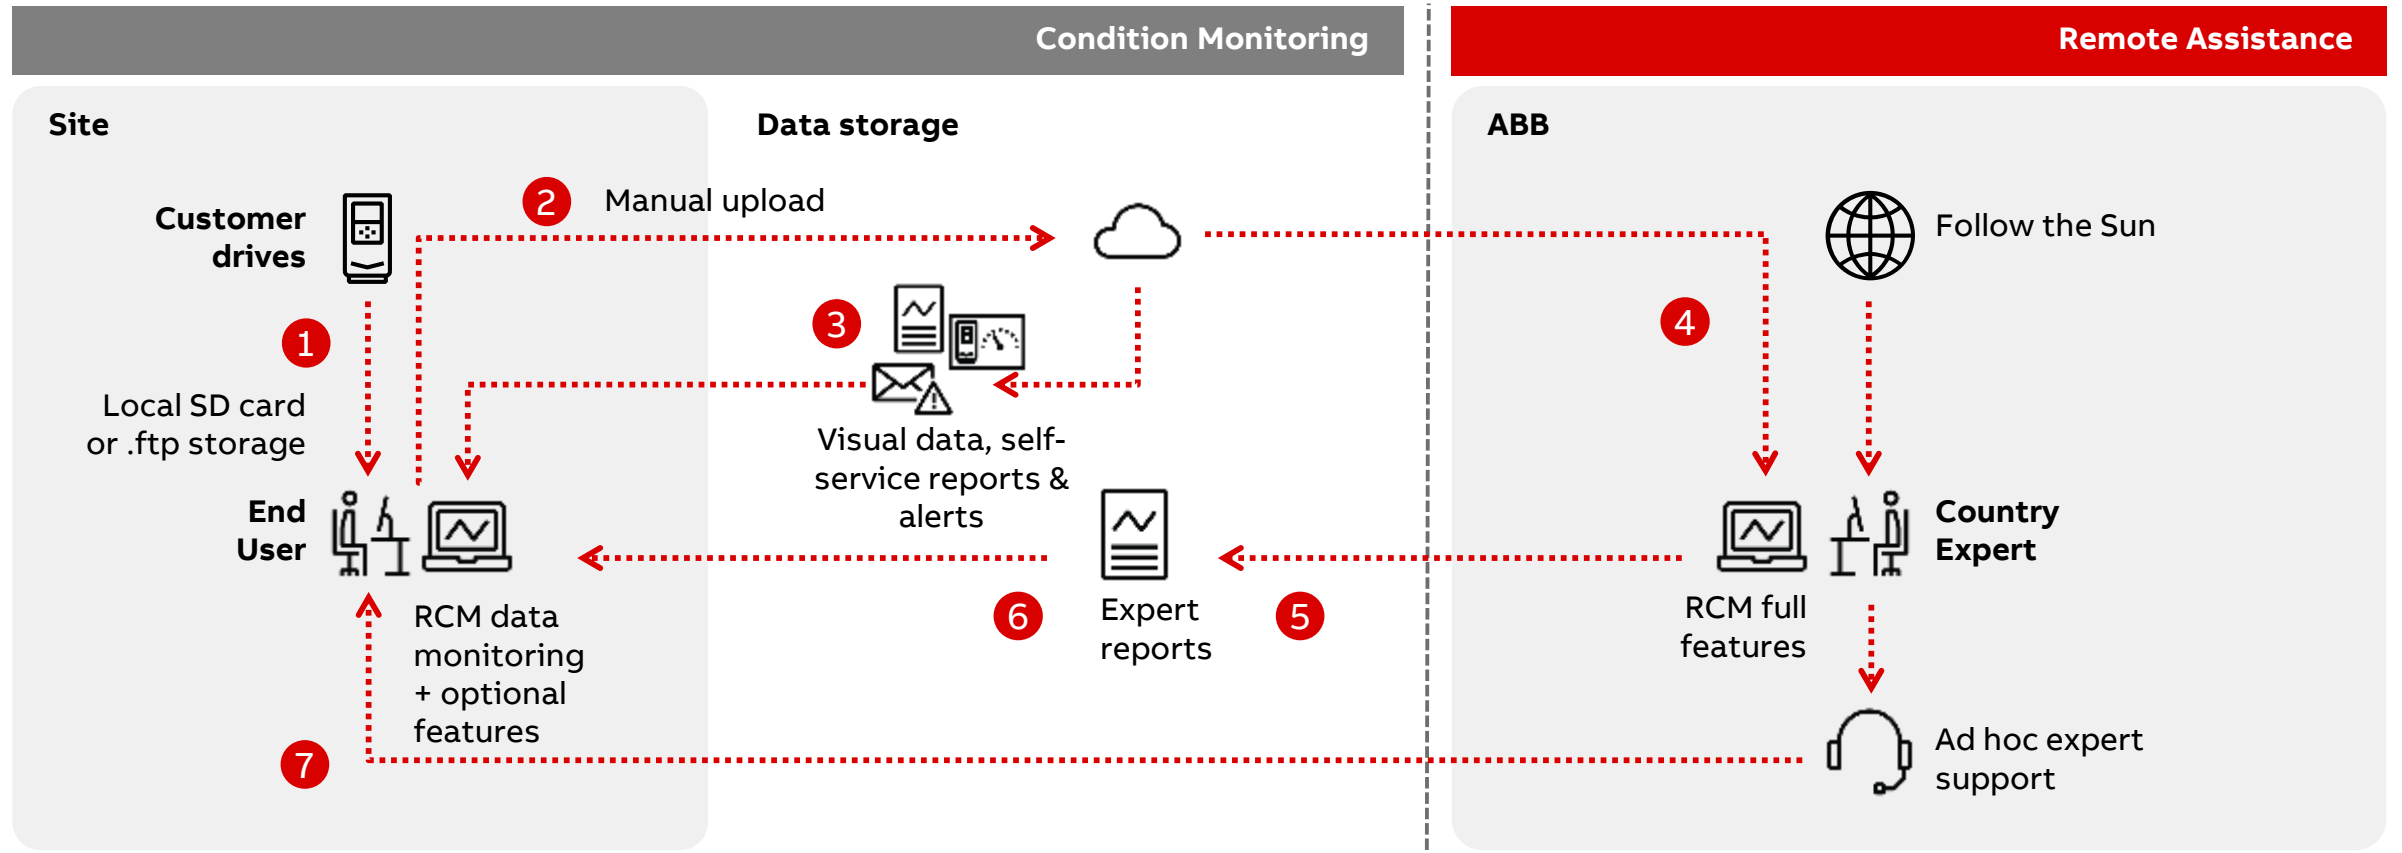 Condition Monitoring
Remote Assistance
Site
Data storage
ABB
Customer
drives
2
Manual upload
Follow the Sun
1
3
4
Local SD card
or .ftp storage
Visual data, self-
service reports &
alerts
End
User
Country
Expert
RCM data
monitoring
+ optional
features
6
Expert
reports
5
RCM full
features
7
Ad hoc expert
support